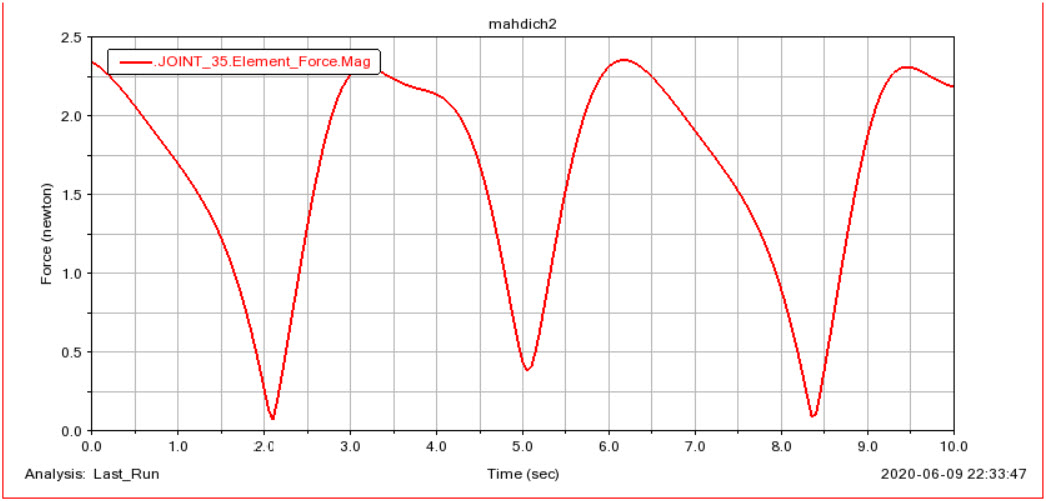 mahdich2
2.5
2.0
1.5
1.0
0.5
0.0
Force (newton)
.JOINT_35.Element_Force.Mag
0.0 1.0 2.0 3.0 4.0 5.0 6.0 7.0 8.0 9.0 10.0
Analysis: Last_Run Time (sec) 2020-06-09 22:33:47